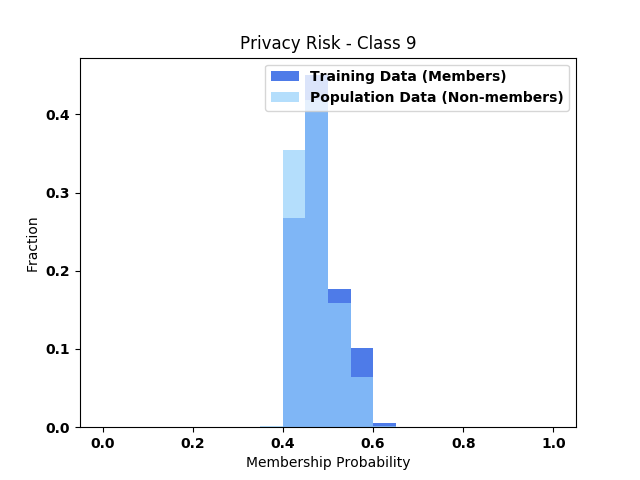 Privacy Risk - Class 9
Training Data (Members)
Population Data (Non-members)
Fraction
0.4
0.3
0.2
0.1
0.0
0.0 0.2 0.4 0.6 0.8 1.0
Membership Probability